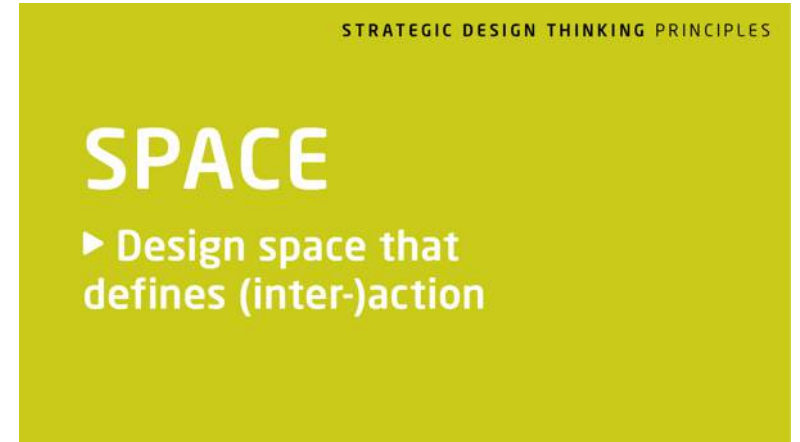 STRATEGIC DESIGN THINKING PRINCIPLES
SPACE
▶ Design space that
defines (inter-)action